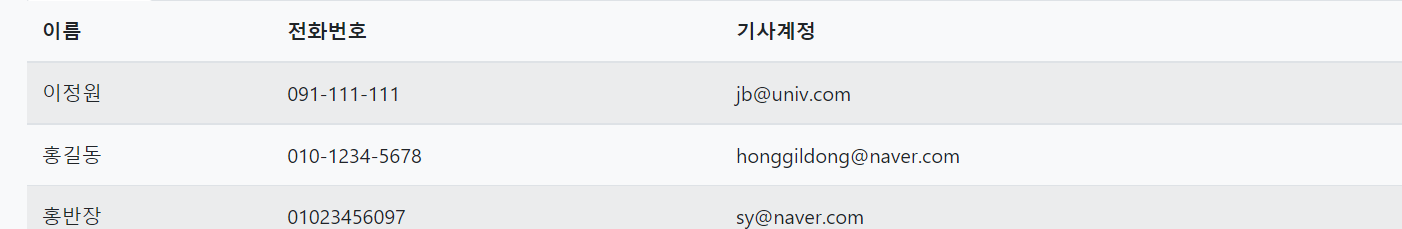 이름 전화번호 기사계정
이정원 091-111-111 jb@univ.com
홍길동 010-1234-5678 honggildong@naver.com
홍반장 01023456097 sy@naver.com